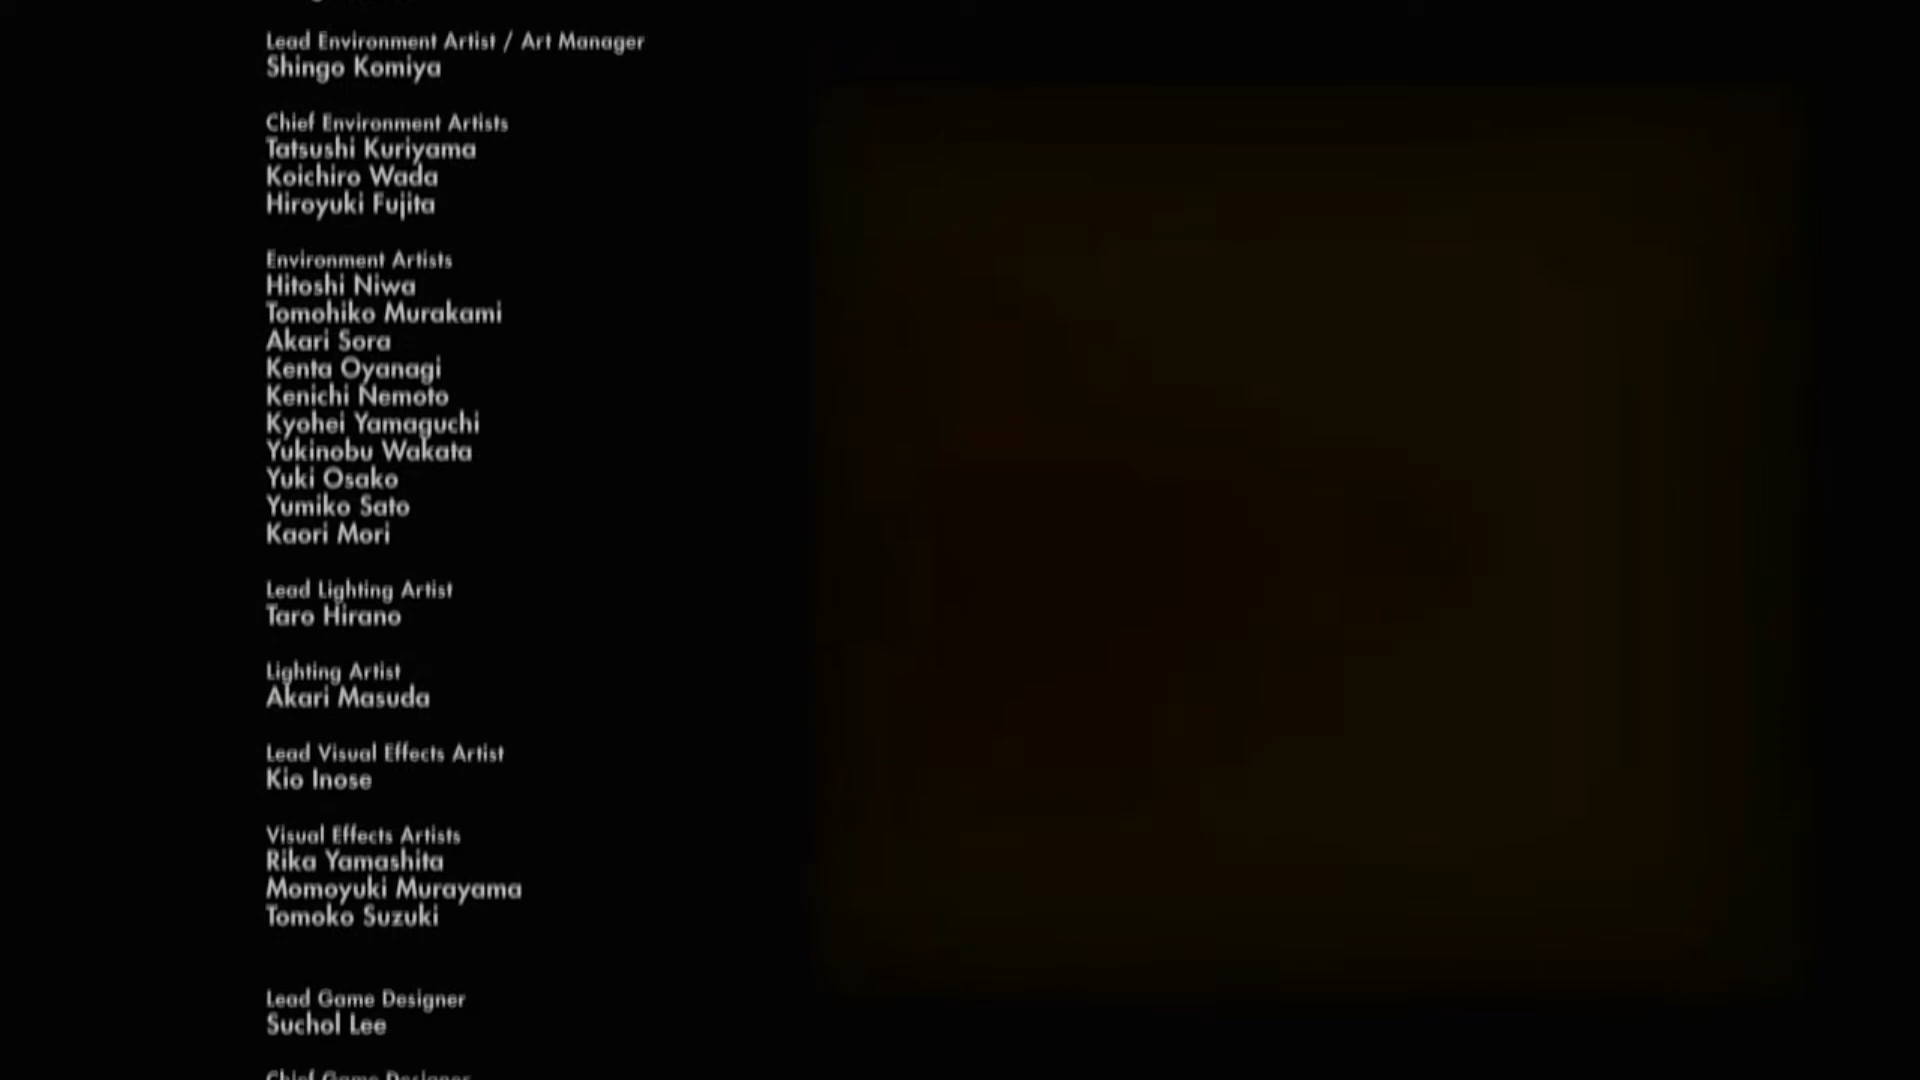 Lead Environment Artist / Art Manager
Shingo Komiya
Chief Environment Artists
Tatsushi Kuriyama
Koichiro Wada
Hiroyuki Fujita
Environment Artists
Hitoshi Niwa
Tomohiko Murakami
Akari Sora
Kenta Oyanagi
Kenichi Nemoto
Kyohei Yamaguchi
Yukinobu Wakata
Yuki Osako
Yumiko Sato
Kaori Mori
Lead Lighting Artist
Taro Hirano
Lighting Artist
Akari Masuda
Lead Visual Effects Artist
Kio Inose
Visual Effects Artists
Rika Yamashita
Momoyuki Murayama
Tomoko Suzuki
Lead Game Designer
Suchol Lee
Chief Game Designer